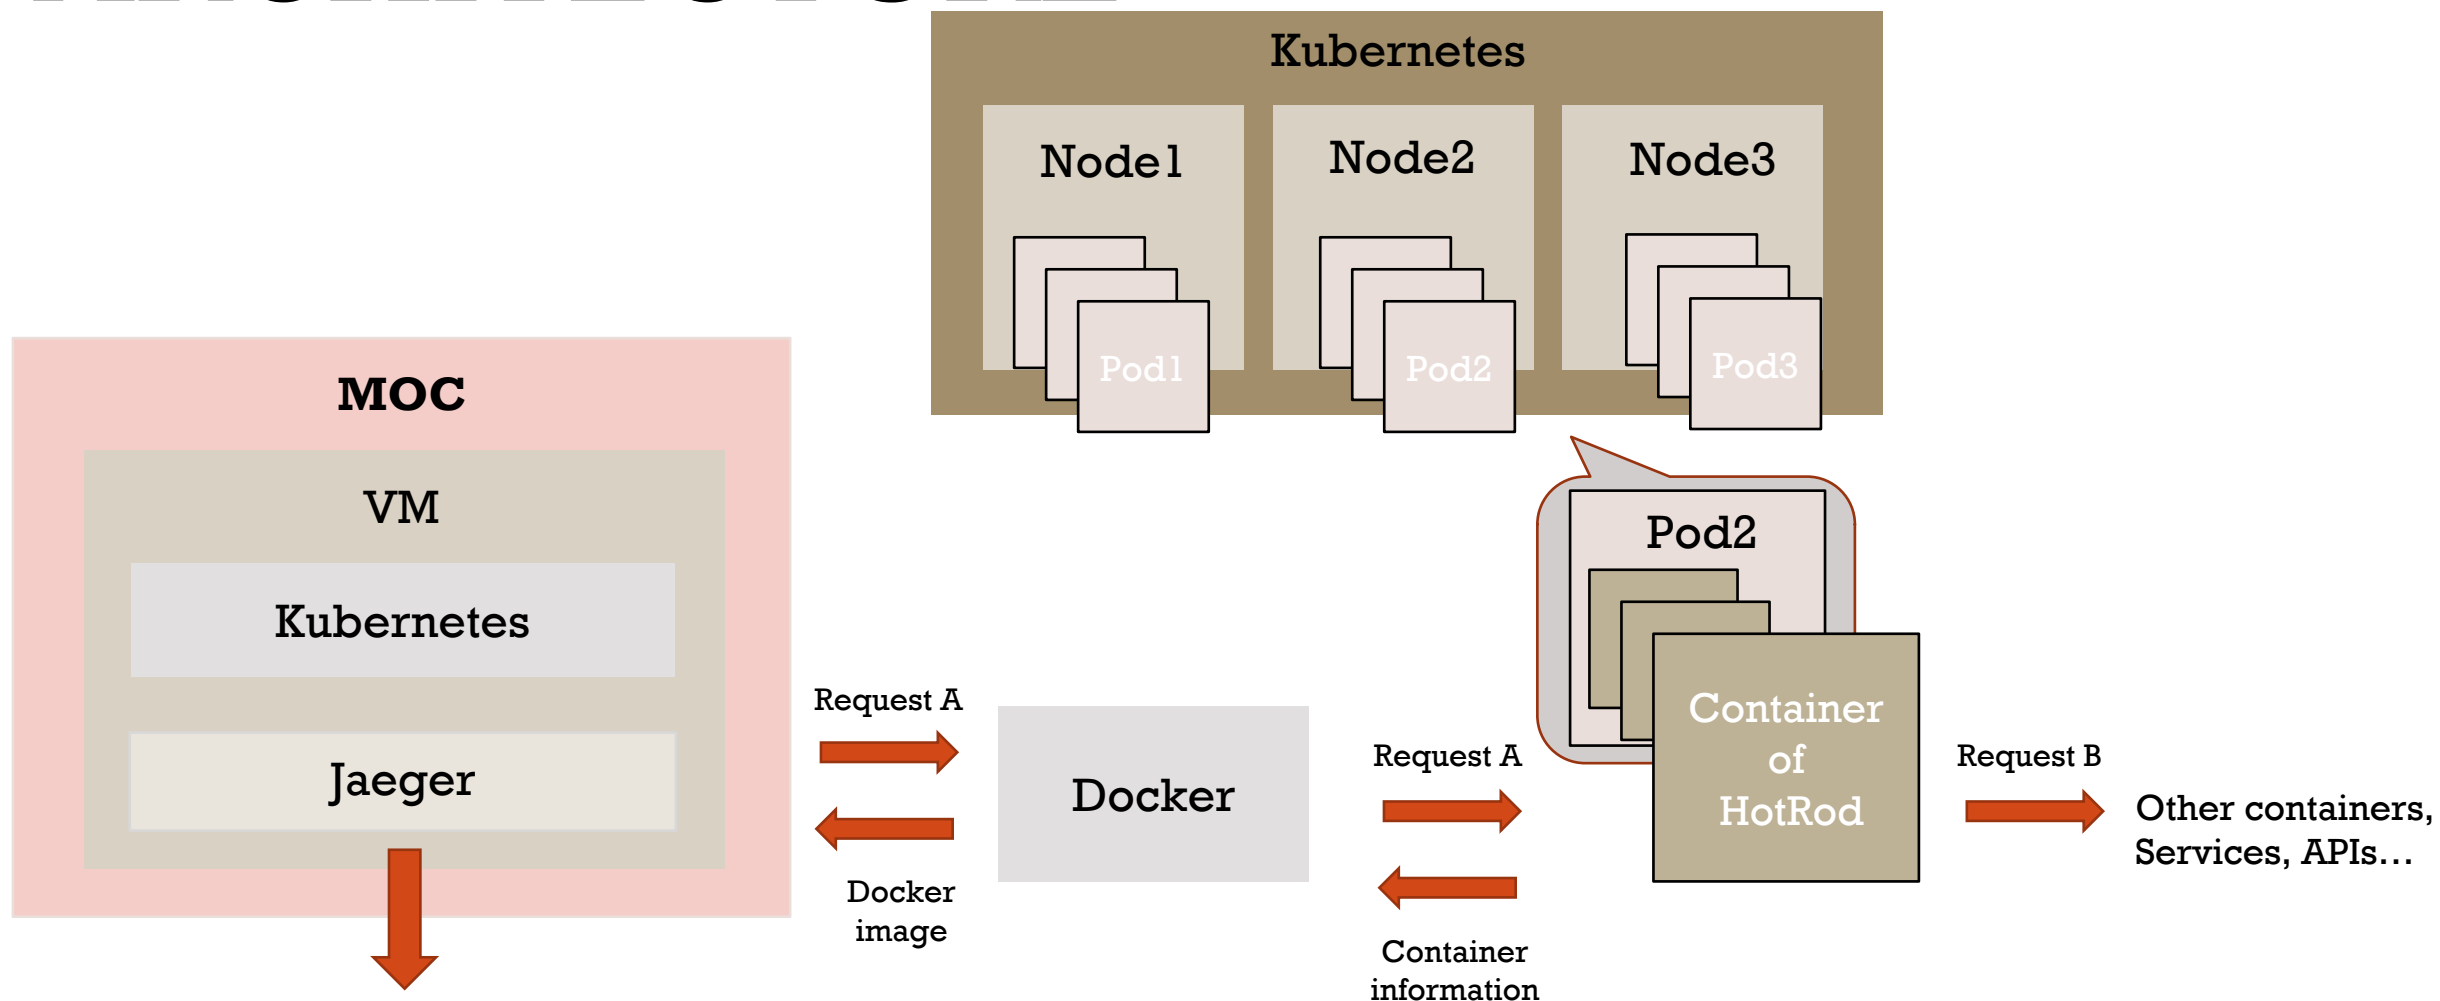 Kubernetes
Node1
Node2
Node3
Pod1
Pod2
Pod3
MOC
VM
Kubernetes
Jaeger
Request A
Docker
image
Docker
Request A
Container
information
Pod2
Container
of
HotRod
Request B
Other containers,
Services, APIs...